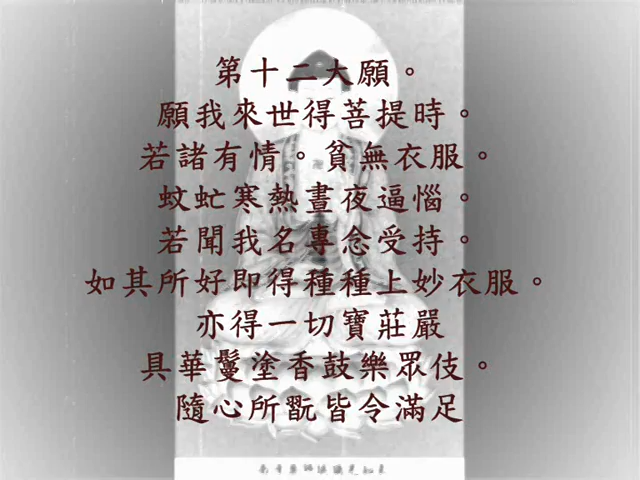 第十二大願。
願我來世得菩提時。
若諸有情。貧無衣服。
蚊虻寒熱晝夜逼惱。
若聞我名專念受持。
如其所好即得種種上妙衣服。
亦得一切寶莊嚴
具華鬘塗香鼓樂眾伎。
隨心所翫皆令滿足